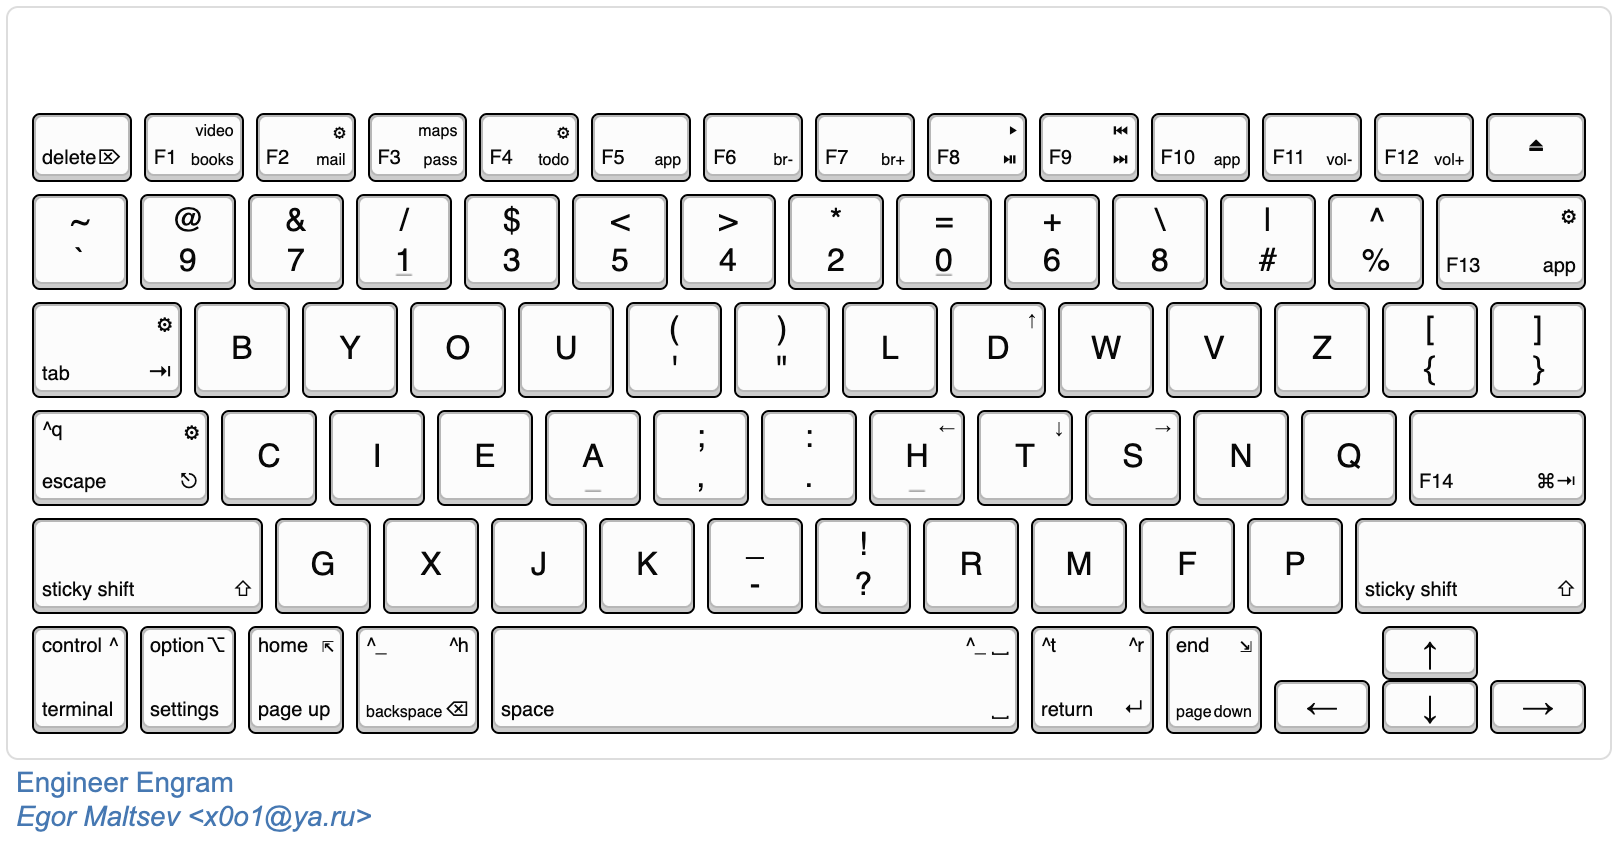 video ⚙ maps ⚙ ▶ ⏮
delete⌦ F1 books F2 mail F3 pass F4 todo F5 app F6 br- F7 br+ F8 ⏯ F9 ⏭ F10 app F11 vol- F12 vol+ ⏏
~ @ & / $ < > * = + \ | ^ ⚙
` 9 7 1 3 5 4 2 0 6 8 # % F13 app
⚙ ( ) ↑ [ ]
B Y O U L D W V Z
tab ⇥ ' " { }
^q ⚙ ; : ← ↓ →
C I E A H T S N Q
escape ⎋ , . F14 ⌘⇥
_ !
G X J K R M F P
sticky shift ⇧ - ? sticky shift ⇧
control ^ option ⌥ home ⇱ ^_ ^h ^_ ⎵ ^t ^r end ⇲ ↑
terminal settings page up backspace ⌫ space ⎵ return ↵ page down ← ↓ →
Engineer Engram
Egor Maltsev <x0o1@ya.ru>